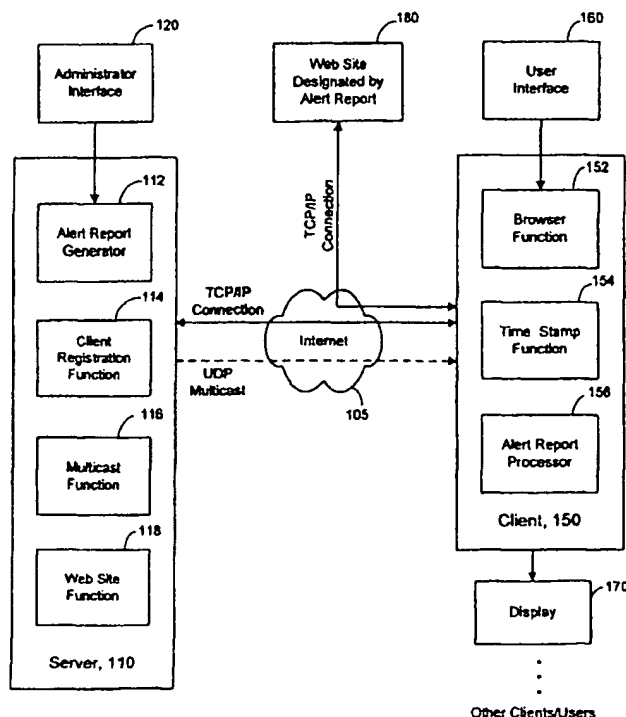 120
Administrator
Interface
180
Web Site
Designated by
Alert Report
160
User
Interface
112
Alert Report
Generator
114
Client
Registration
Function
116
Multicast
Function
118
Web Site
Function
Server, 110
TCP/IP
Connection
TCP/IP
Connection
Internet
UDP
Multicast
105
152
Browser
Function
154
Time Stamp
Function
156
Alert Report
Processor
Client, 150
170
Display
Other Clients/Users